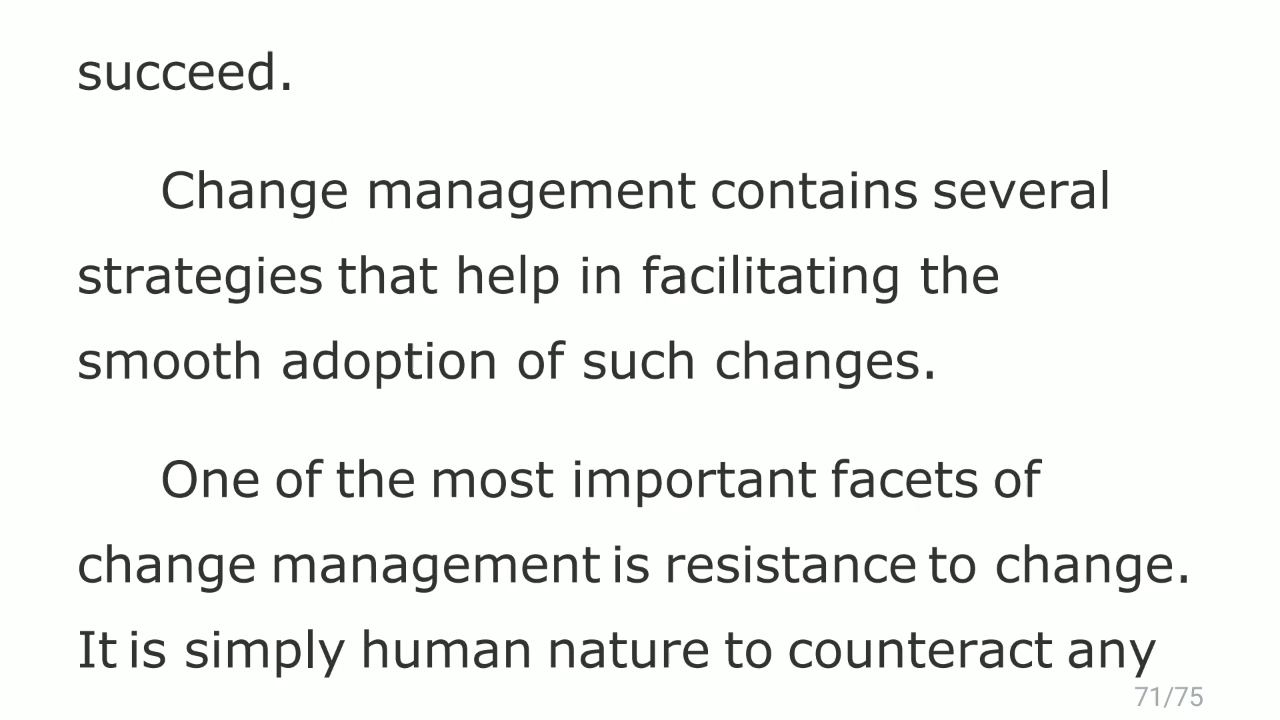 succeed.
Change management contains several
strategies that help in facilitating the
smooth adoption of such changes.
One of the most important facets of
change management is resistance to change.
It is simply human nature to counteract any
71/75